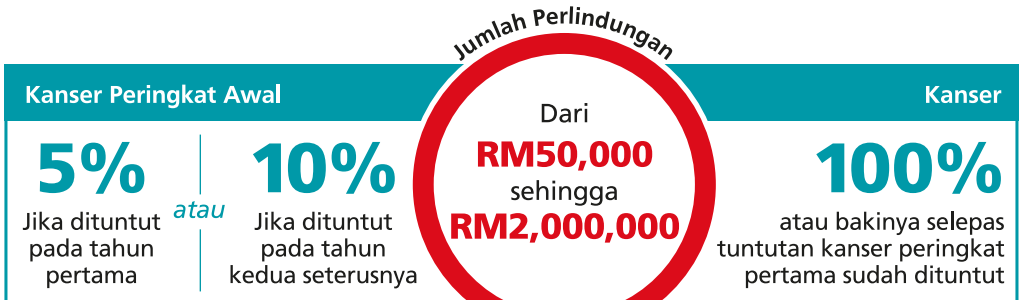 Jumlah Perlindungan
Kanser Peringkat Awal
5%
Jika dituntut
pada tahun
pertama
atau
10%
Jika dituntut
pada tahun
kedua seterusnya
Dari
RM50,000
sehingga
RM2,000,000
Kanser
100%
atau bakinya selepas
tuntutan kanser peringkat
pertama sudah dituntut